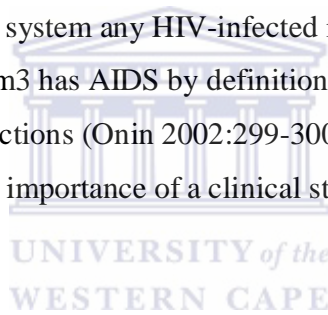 system any HIV-infected
m3 has AIDS by definition
ctions (Onin 2002:299-300
importance of a clinical st
UNIVERSITY of the
WESTERN CAPE